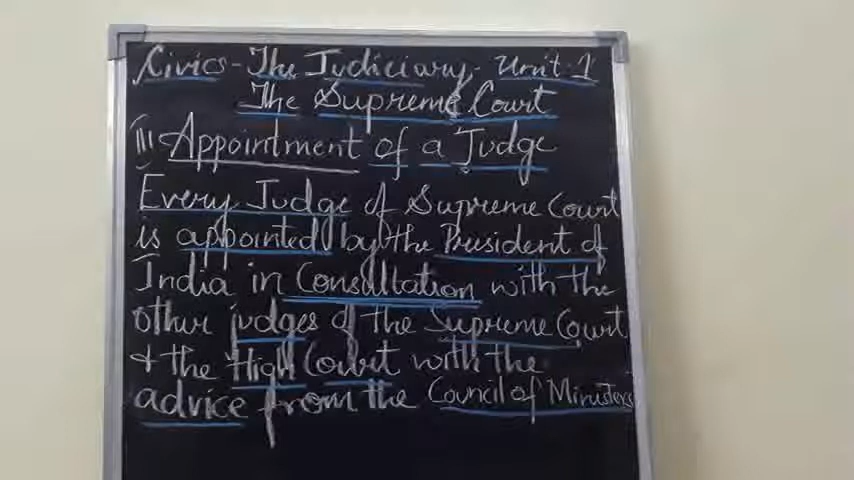 Civics - The Judiciary - Unit-1
The Supreme Court
III Appointment of a Judge
Every Judge of Supreme Court
is appointed by the President of
India in Consultation with the
other judges of the Supreme Court
& the High Court with the
advice from the Council of Ministers